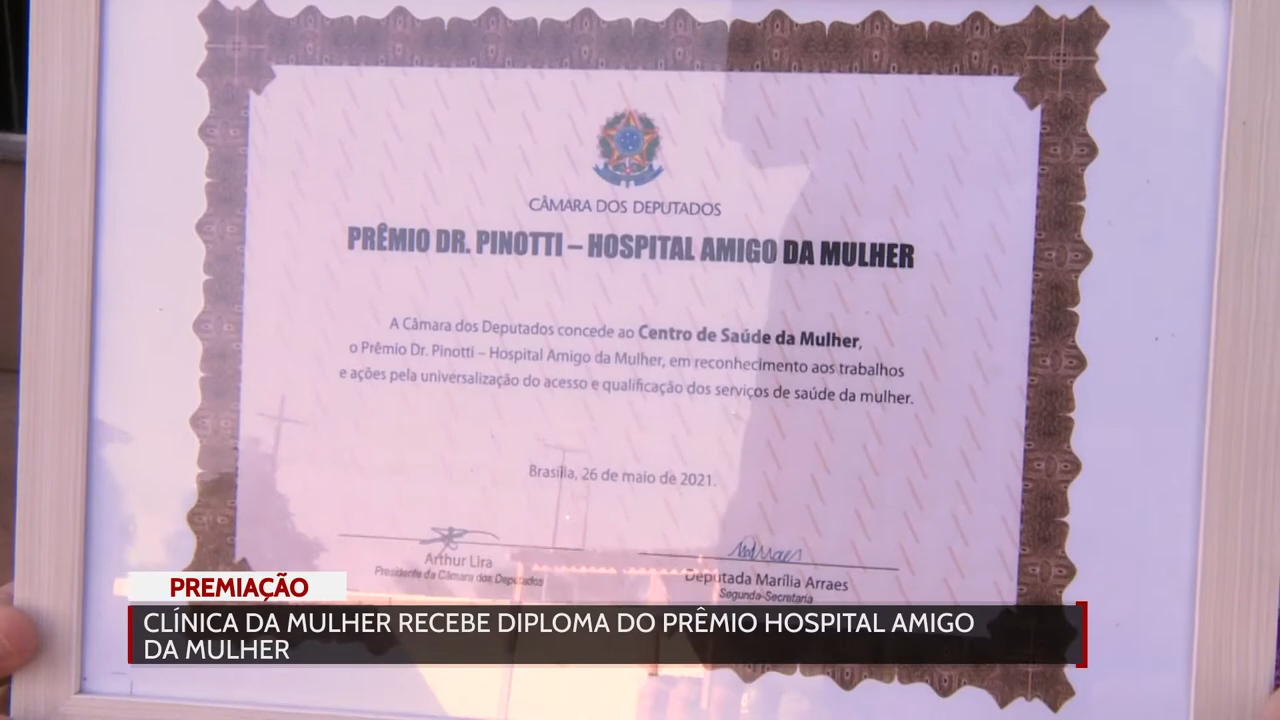 CÂMARA DOS DEPUTADOS
PRÊMIO DR. PINOTTI – HOSPITAL AMIGO DA MULHER
A Câmara dos Deputados concede ao Centro de Saúde da Mulher,
o Prêmio Dr. Pinotti – Hospital Amigo da Mulher, em reconhecimento aos trabalhos
e ações pela universalização do acesso e qualificação dos serviços de saúde da mulher.
Brasília, 26 de maio de 2021.
Arthur Lira
Presidente da Câmara dos Deputados
Deputada Marília Arraes
Segunda-Secretaria
PREMIAÇÃO
CLÍNICA DA MULHER RECEBE DIPLOMA DO PRÊMIO HOSPITAL AMIGO
DA MULHER